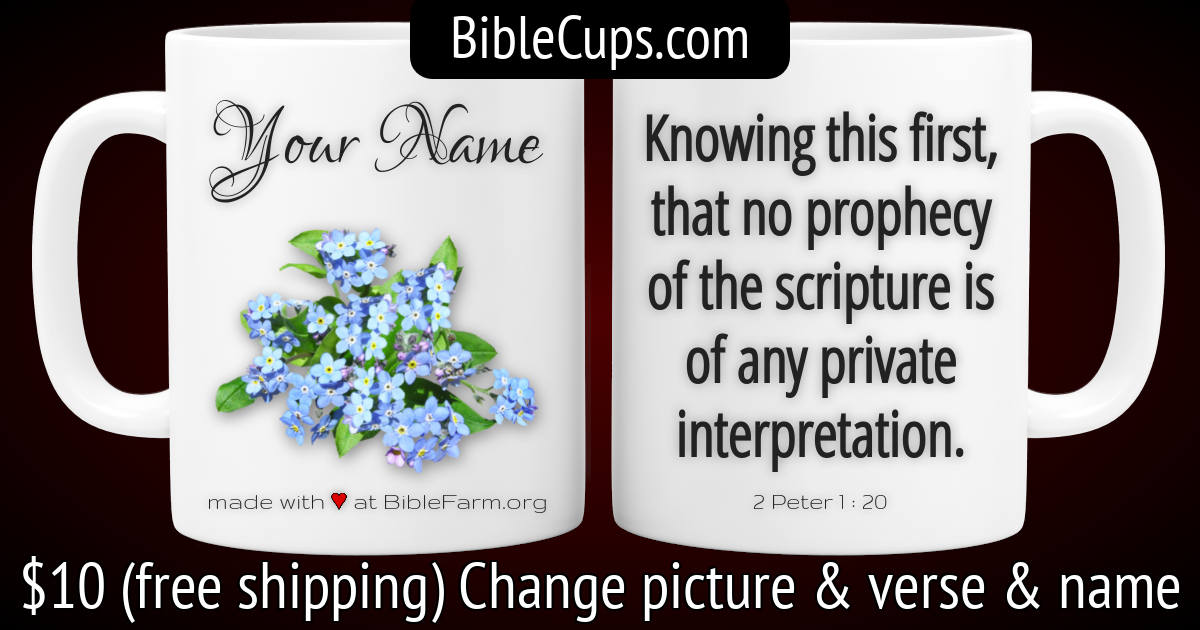 BibleCups.com
Your Name
made with ♥ at BibleFarm.org
Knowing this first,
that no prophecy
of the scripture is
of any private
interpretation.
2 Peter 1 : 20
$10 (free shipping) Change picture & verse & name